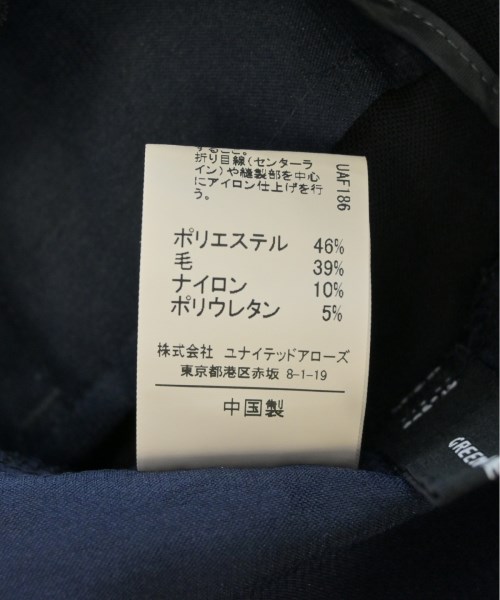 すること。
折り目線（センターラ
イン）や縫製部を中心
にアイロン仕上げを行
う。
UAF186
ポリエステル 46%
毛 39%
ナイロン 10%
ポリウレタン 5%
株式会社 ユナイテッドアローズ
東京都港区赤坂 8-1-19
中国製
GREEN